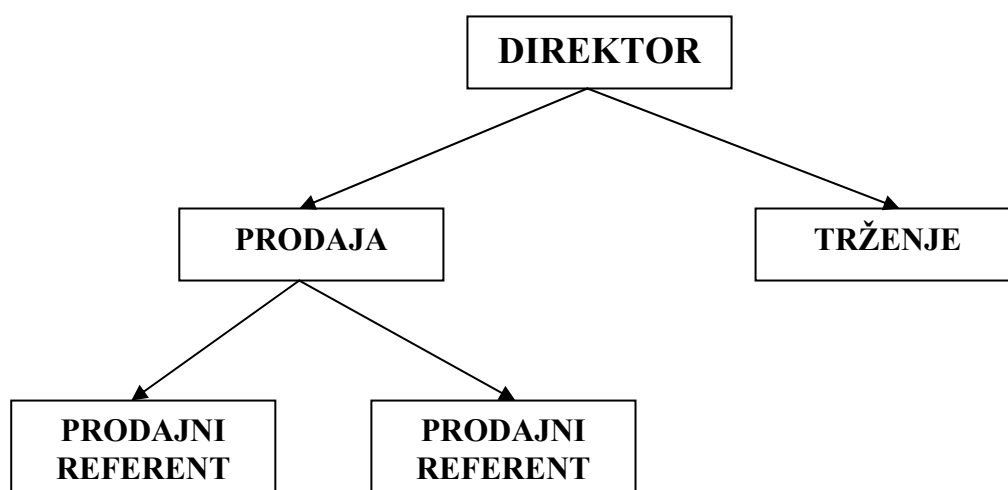 DIREKTOR
PRODAJA
TRŽENJE
PRODAJNI
REFERENT
PRODAJNI
REFERENT